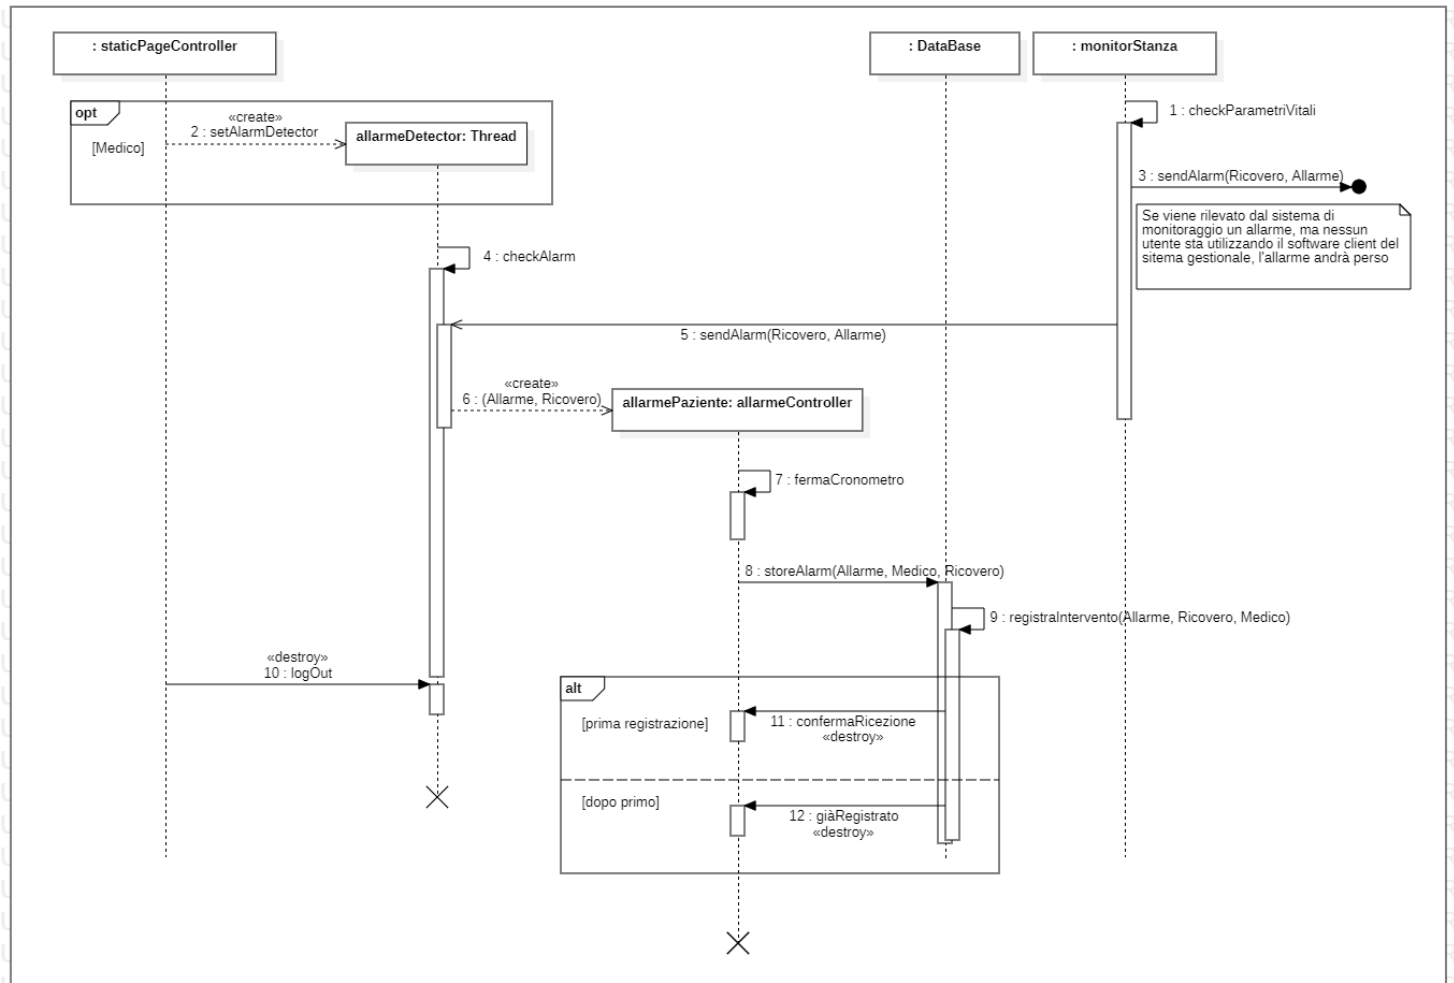 : staticPageController
: DataBase
: monitorStanza
opt
[Medico]
«create»
2 : setAlarmDetector
allarmeDetector: Thread
1 : checkParametriVitali
3 : sendAlarm(Ricovero, Allarme)
Se viene rilevato dal sistema di
monitoraggio un allarme, ma nessun
utente sta utilizzando il software client del
sitema gestionale, l'allarme andrà perso
4 : checkAlarm
5 : sendAlarm(Ricovero, Allarme)
«create»
6 : (Allarme, Ricovero)
allarmePaziente: allarmeController
7 : fermaCronometro
8 : storeAlarm(Allarme, Medico, Ricovero)
9 : registraIntervento(Allarme, Ricovero, Medico)
«destroy»
10 : logOut
alt
[prima registrazione]
11 : confermaRicezione
«destroy»
[dopo primo]
12 : giàRegistrato
«destroy»